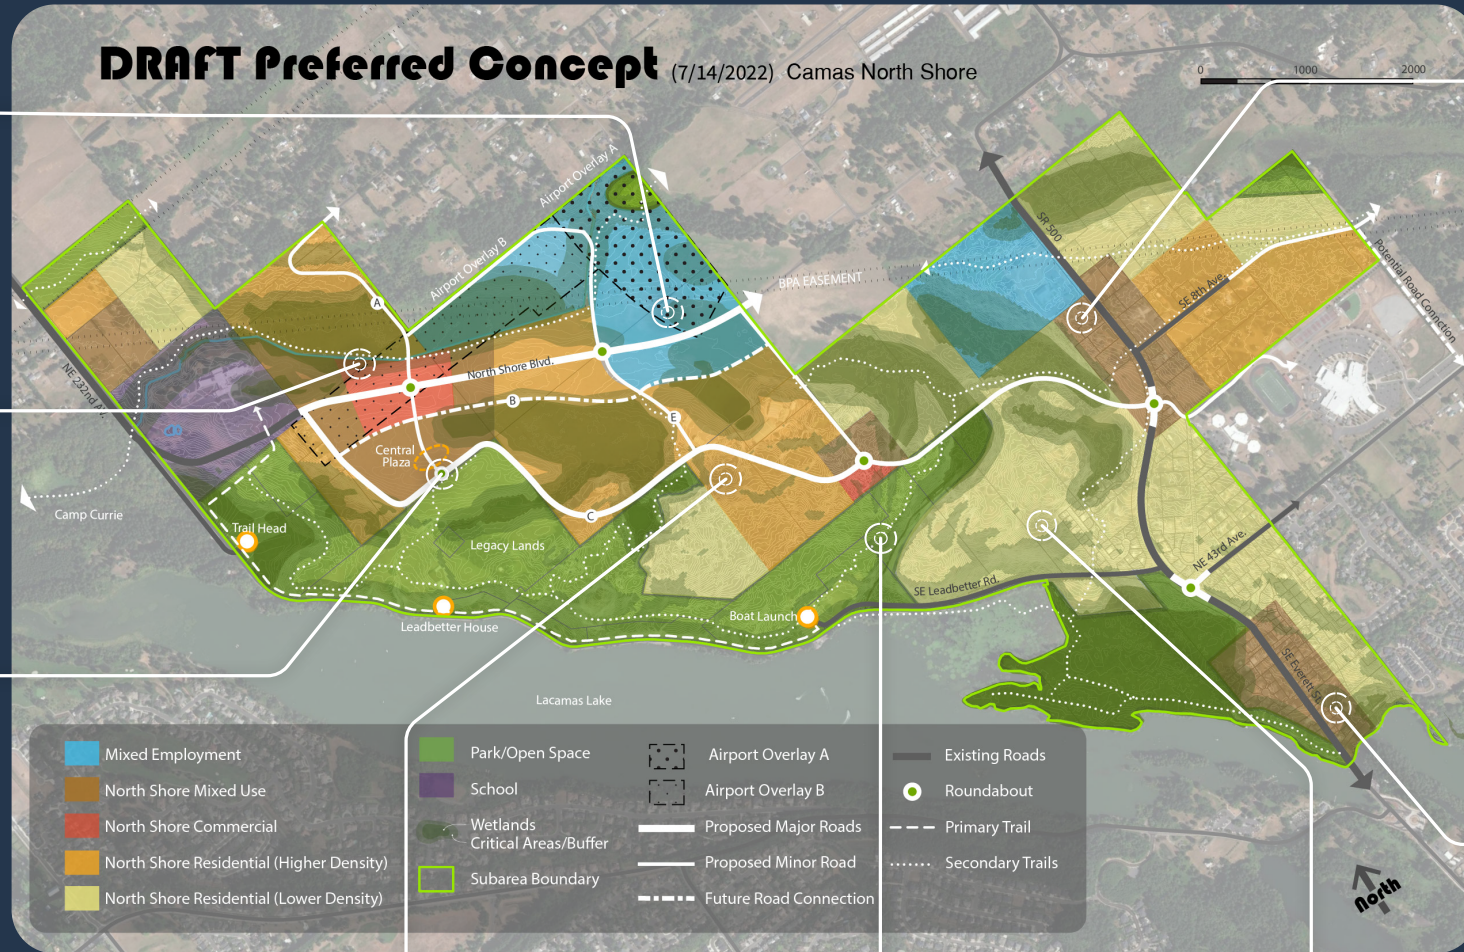 DRAFT Preferred Concept (7/14/2022) Camas North Shore
0 1000 2000
Airport Overlay A
Airport Overlay B
BPA EASEMENT
SR 500
SE 8th Ave.
Potential Road Connction
A
North Shore Blvd.
B
E
C
NE 232nd Av.
Central
Plaza
Camp Currie
Trail Head
Legacy Lands
Leadbetter House
Boat Launch
SE Leadbetter Rd.
NE 43rd Ave.
SE Everett St.
Lacamas Lake
Mixed Employment
North Shore Mixed Use
North Shore Commercial
North Shore Residential (Higher Density)
North Shore Residential (Lower Density)
Park/Open Space
School
Wetlands
Critical Areas/Buffer
Subarea Boundary
Airport Overlay A
Airport Overlay B
Proposed Major Roads
Proposed Minor Road
Future Road Connection
Existing Roads
Roundabout
Primary Trail
Secondary Trails
North